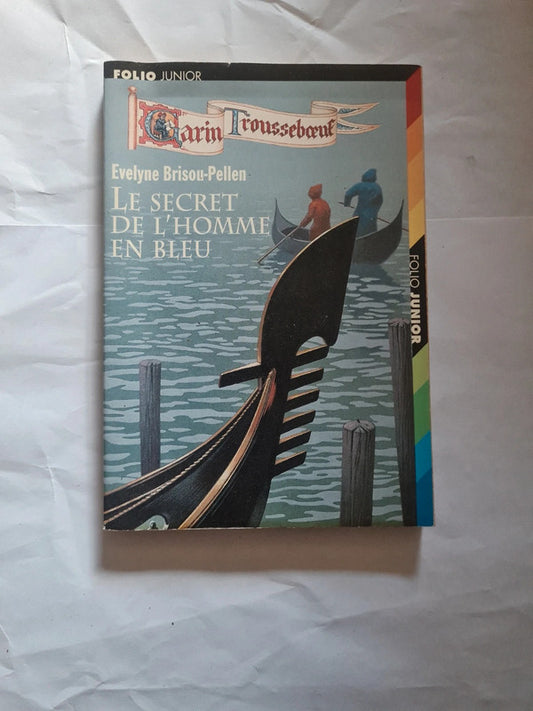 FOLIO JUNIOR
Garin Trousseboeuf
Evelyne Brisou-Pellen
LE SECRET
DE L'HOMME
EN BLEU
FOLIO JUNIOR